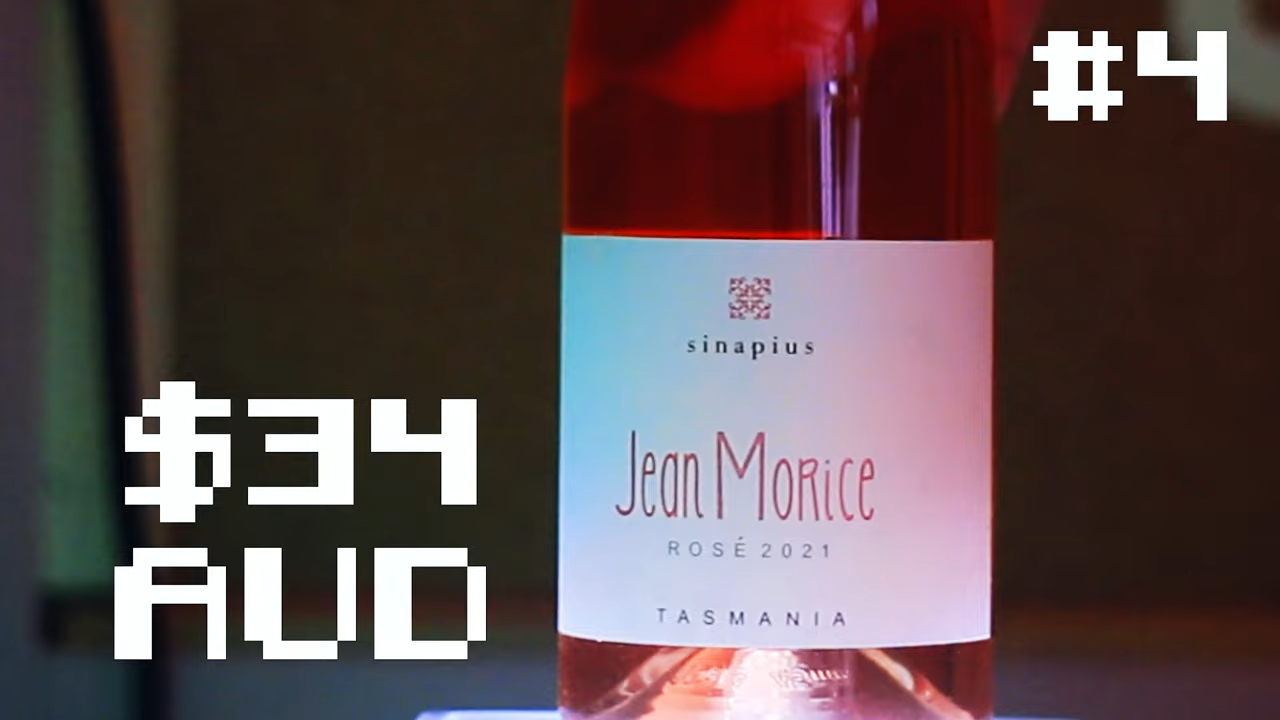 #4
sinapius
Jean Morice
ROSÉ 2021
TASMANIA
$34
AUD